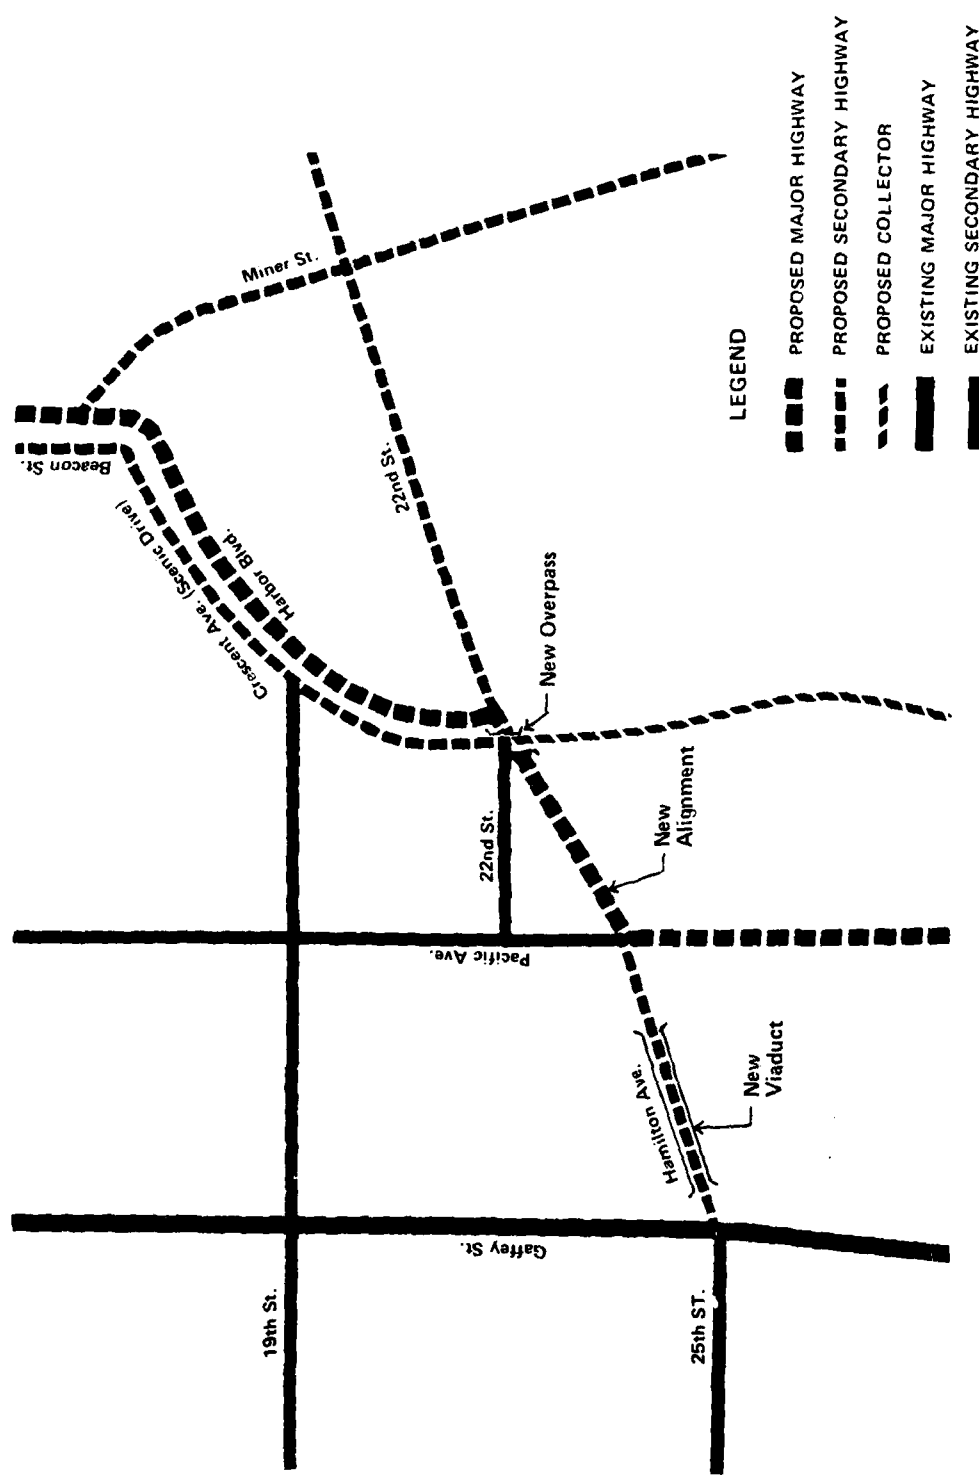 Miner St.
Beacon St.
22nd St.
Crescent Ave. (Scenic Drive)
Harbor Blvd.
New Overpass
22nd St.
New
Alignment
Pacific Ave.
Hamilton Ave.
New
Viaduct
Gaffey St.
19th St.
25th ST.
LEGEND
PROPOSED MAJOR HIGHWAY
PROPOSED SECONDARY HIGHWAY
PROPOSED COLLECTOR
EXISTING MAJOR HIGHWAY
EXISTING SECONDARY HIGHWAY